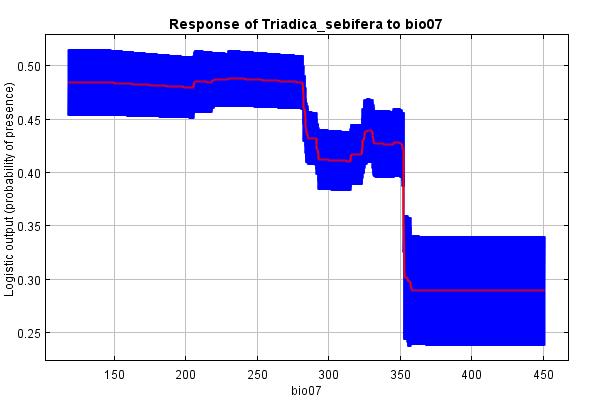 Response of Triadica_sebifera to bio07
Logistic output (probability of presence)
0.50
0.45
0.40
0.35
0.30
0.25
150 200 250 300 350 400 450
bio07